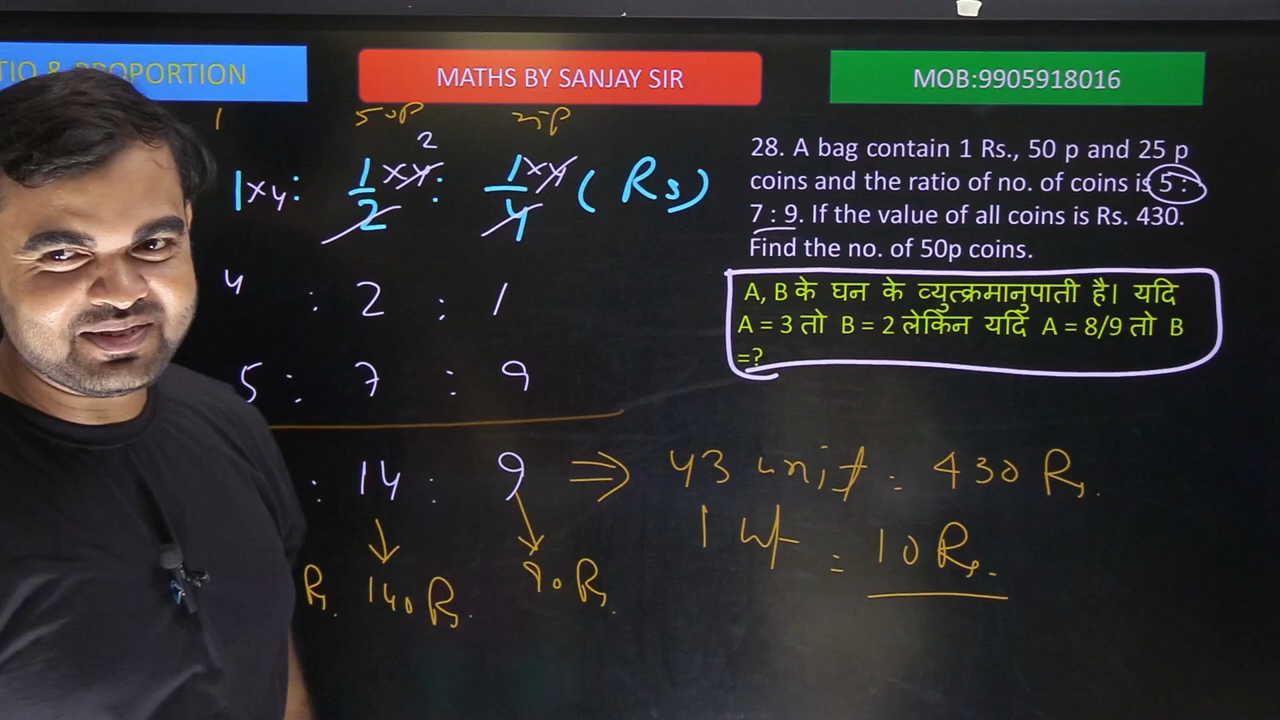 TIO & PROPORTION
MATHS BY SANJAY SIR
MOB:9905918016
1 50P 25P
1×4 : 1/2 ×4 2 : 1/4 ×4 ( Rs )
4 : 2 : 1
5 : 7 : 9
: 14 : 9 ⇒ 43 unit = 430 Rs.
1 unit = 10 Rs.
Rs. 140 Rs. 90 Rs.
28. A bag contain 1 Rs., 50 p and 25 p
coins and the ratio of no. of coins is 5 :
7 : 9. If the value of all coins is Rs. 430.
Find the no. of 50p coins.
A, B के घन के व्युत्क्रमानुपाती है। यदि
A = 3 तो B = 2 लेकिन यदि A = 8/9 तो B
=?